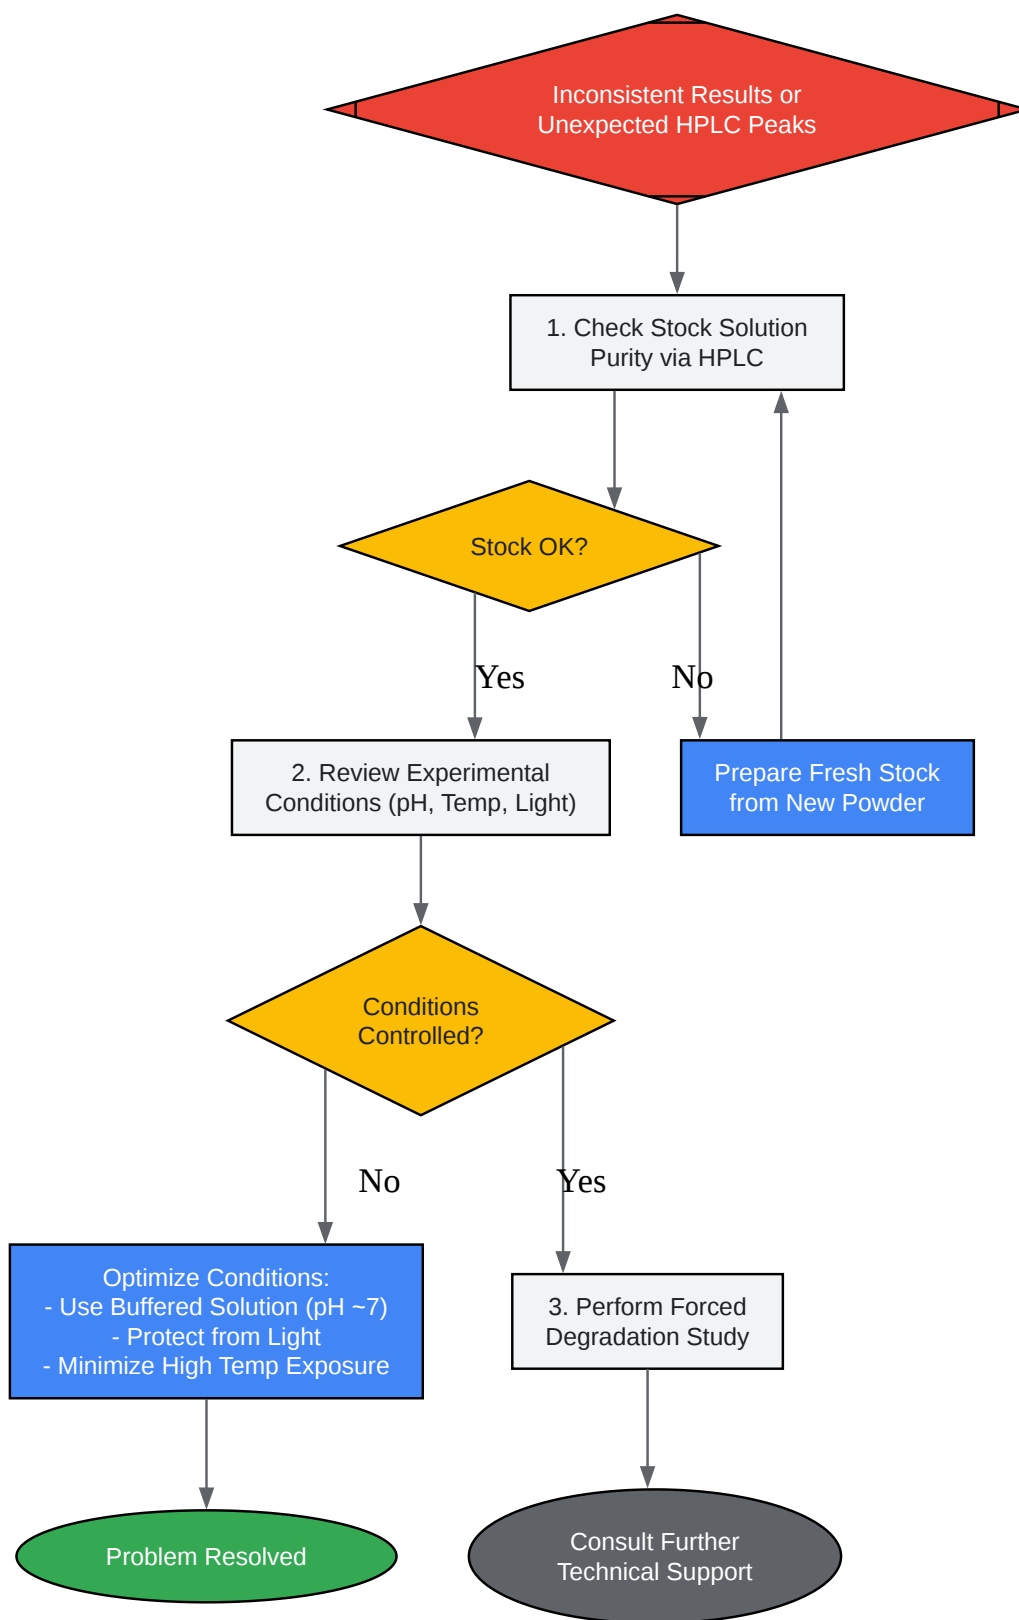 Inconsistent Results or
Unexpected HPLC Peaks
1. Check Stock Solution
Purity via HPLC
Stock OK?
Yes
No
2. Review Experimental
Conditions (pH, Temp, Light)
Prepare Fresh Stock
from New Powder
Conditions
Controlled?
No
Yes
Optimize Conditions:
- Use Buffered Solution (pH ~7)
- Protect from Light
- Minimize High Temp Exposure
3. Perform Forced
Degradation Study
Problem Resolved
Consult Further
Technical Support